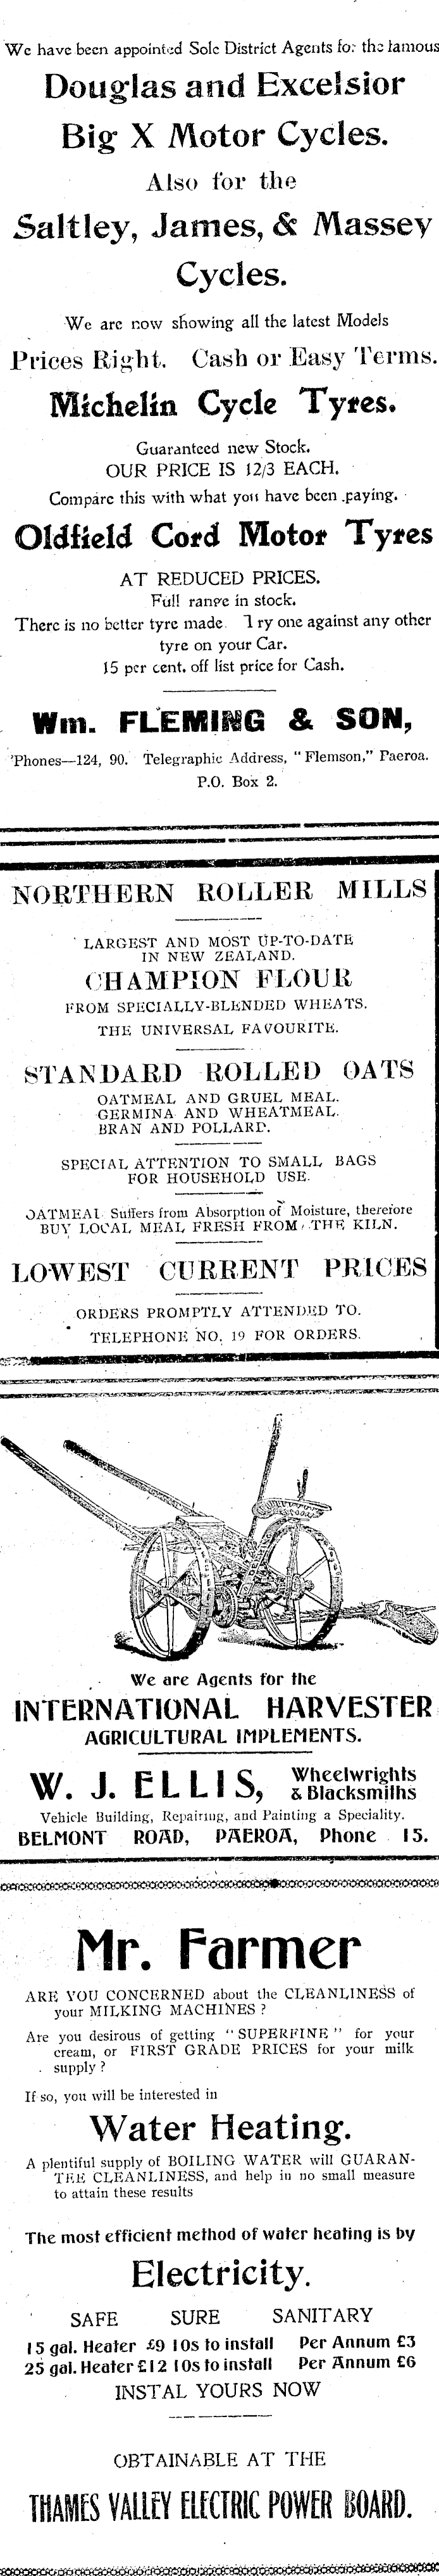 We have been appointed Sole District Agents for the famous
Douglas and Excelsior
Big X Motor Cycles.
Also for the
Saltley, James, & Massey
Cycles.
We are now showing all the latest Models
Prices Right. Cash or Easy Terms.
Michelin Cycle Tyres.
Guaranteed new Stock.
OUR PRICE IS 12/3 EACH.
Compare this with what you have been paying.
Oldfield Cord Motor Tyres
AT REDUCED PRICES.
Full range in stock.
There is no better tyre made. Try one against any other
tyre on your Car.
15 per cent. off list price for Cash.
Wm. FLEMING & SON,
'Phones—124, 90. Telegraphic Address, "Flemson," Paeroa.
P.O. Box 2.
NORTHERN ROLLER MILLS
LARGEST AND MOST UP-TO-DATE
IN NEW ZEALAND.
CHAMPION FLOUR
FROM SPECIALLY-BLENDED WHEATS.
THE UNIVERSAL FAVOURITE.
STANDARD ROLLED OATS
OATMEAL AND GRUEL MEAL.
GERMINA AND WHEATMEAL.
BRAN AND POLLARD.
SPECIAL ATTENTION TO SMALL BAGS
FOR HOUSEHOLD USE.
OATMEAL Suffers from Absorption of Moisture, therefore
BUY LOCAL MEAL FRESH FROM THE KILN.
LOWEST CURRENT PRICES
ORDERS PROMPTLY ATTENDED TO.
TELEPHONE NO. 19 FOR ORDERS.
We are Agents for the
INTERNATIONAL HARVESTER
AGRICULTURAL IMPLEMENTS.
W. J. ELLIS, Wheelwrights
& Blacksmiths
Vehicle Building, Repairing, and Painting a Speciality.
BELMONT ROAD, PAEROA, Phone 15.
Mr. Farmer
ARE YOU CONCERNED about the CLEANLINESS of
your MILKING MACHINES ?
Are you desirous of getting "SUPERFINE" for your
cream, or FIRST GRADE PRICES for your milk
supply ?
If so, you will be interested in
Water Heating.
A plentiful supply of BOILING WATER will GUARAN-
TEE CLEANLINESS, and help in no small measure
to attain these results
The most efficient method of water heating is by
Electricity.
SAFE SURE SANITARY
15 gal. Heater £9 10s to install Per Annum £3
25 gal. Heater £12 10s to install Per Annum £6
INSTAL YOURS NOW
OBTAINABLE AT THE
THAMES VALLEY ELECTRIC POWER BOARD.